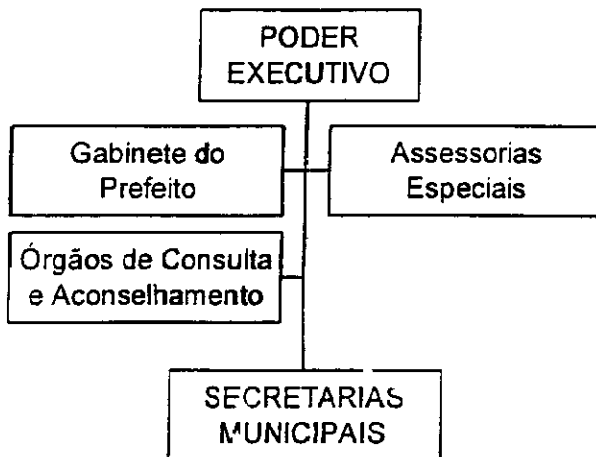 PODER
EXECUTIVO
Gabinete do
Prefeito
Assessorias
Especiais
Órgãos de Consulta
e Aconselhamento
SECRETARIAS
MUNICIPAIS